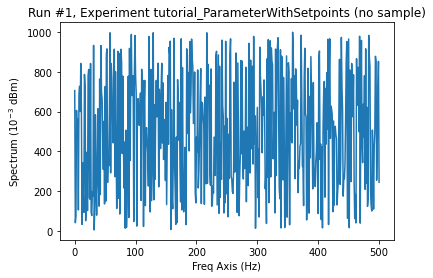 Run #1, Experiment tutorial_ParameterWithSetpoints (no sample)
1000
800
600
400
200
0
Spectrum (10⁻³ dBm)
0 100 200 300 400 500
Freq Axis (Hz)